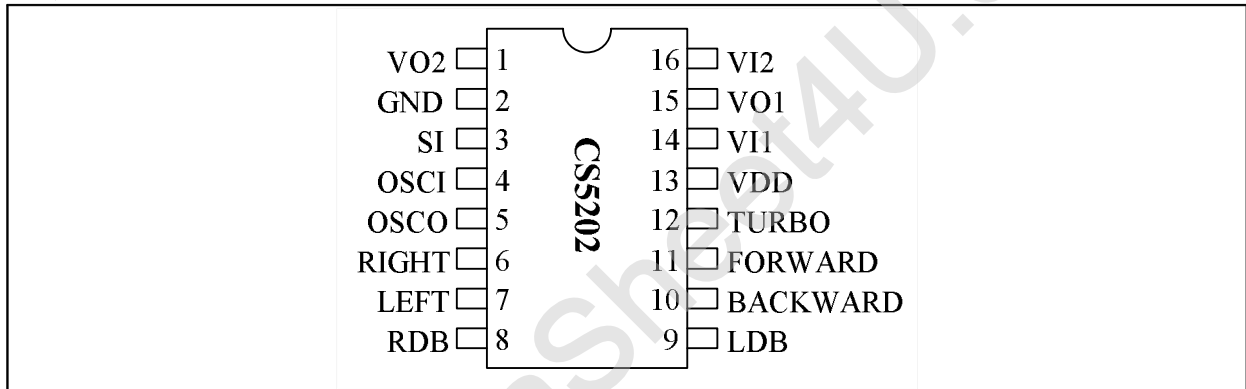 VO2 1 16 VI2
GND 2 15 VO1
SI 3 14 VI1
OSCI 4 13 VDD
OSCO 5 12 TURBO
RIGHT 6 11 FORWARD
LEFT 7 10 BACKWARD
RDB 8 9 LDB
CS5202